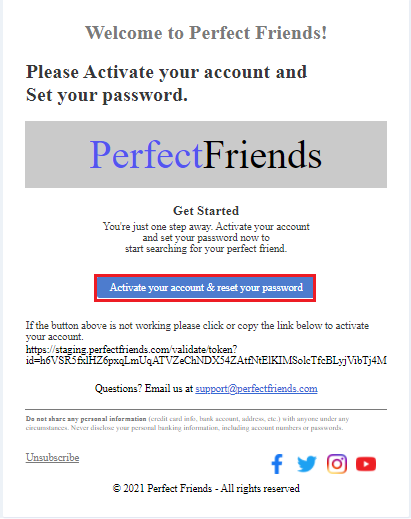 Welcome to Perfect Friends!
Please Activate your account and
Set your password.
PerfectFriends
Get Started
You're just one step away. Activate your account
and set your password now to
start searching for your perfect friend.
Activate your account & reset your password
If the button above is not working please click or copy the link below to activate
your account.
https://staging.perfectfriends.com/validate/token?
id=h6VSR5fxlHZ6pxqLmUqATVZeChNDX54ZAtfNtElKIMSolcTfcBLyjVibTj4M
Questions? Email us at support@perfectfriends.com
Do not share any personal information (credit card info, bank account, address, etc.) with anyone under any
circumstances. Never disclose your personal banking information, including account numbers or passwords.
Unsubscribe
© 2021 Perfect Friends - All rights reserved